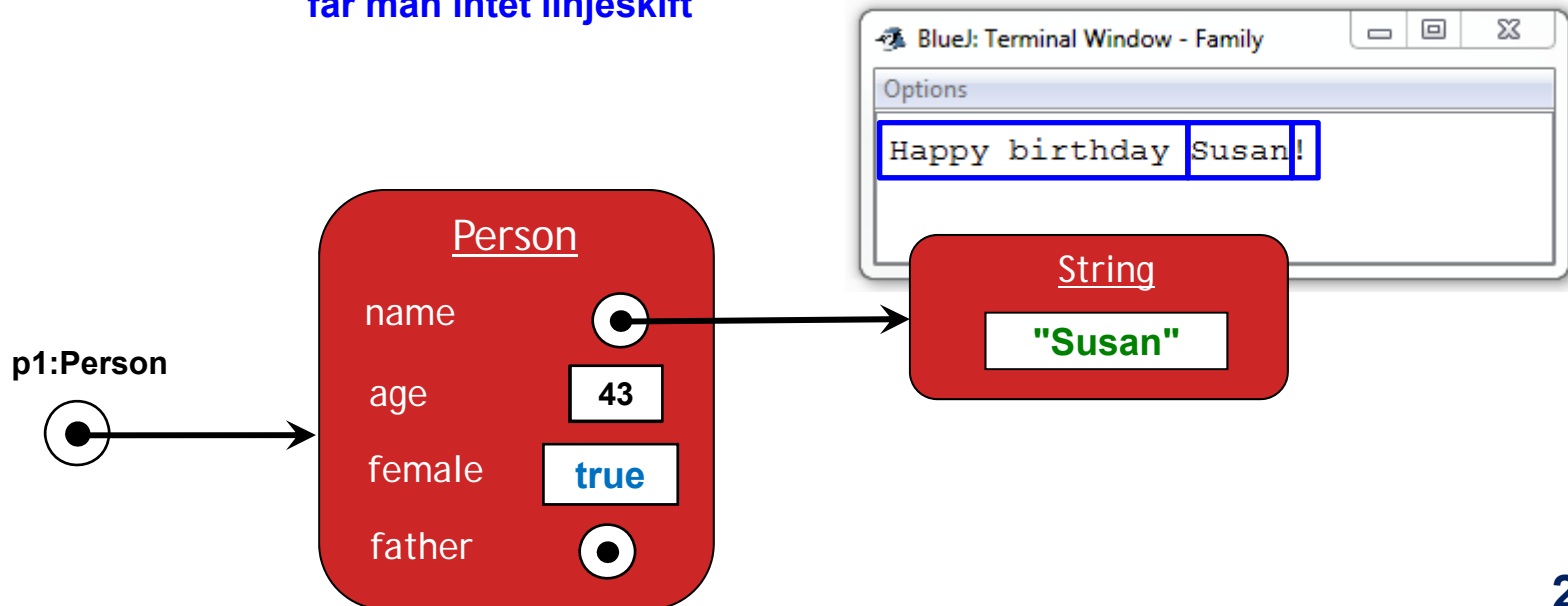 får man intet linjeskift
BlueJ: Terminal Window - Family
Options
Happy birthday Susan!
Person
String
name
"Susan"
p1:Person
age 43
female true
father
2